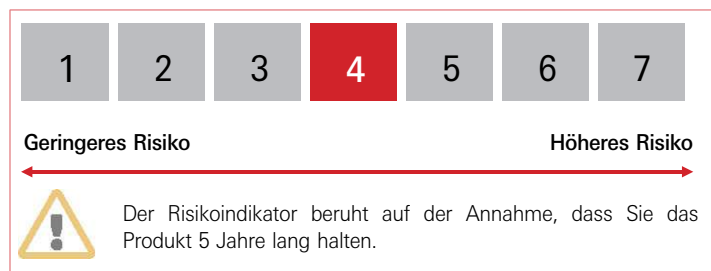 1 2 3 4 5 6 7
Geringeres Risiko Höheres Risiko
Der Risikoindikator beruht auf der Annahme, dass Sie das
Produkt 5 Jahre lang halten.